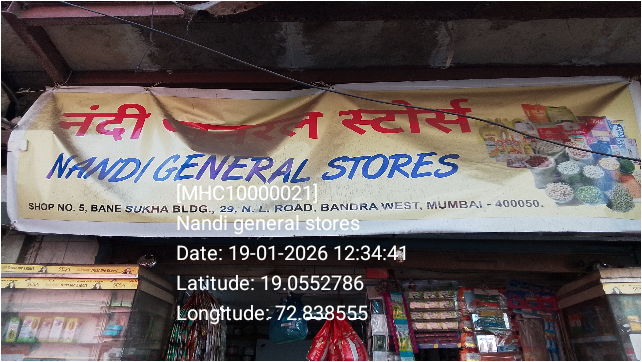 नंदी जनरल स्टोर्स
NANDI GENERAL STORES
SHOP NO. 5, BANE SUKHA BLDG., 29, N. L. ROAD, BANDRA WEST, MUMBAI - 400050.
[MHC10000021]
Nandi general stores
Date: 19-01-2026 12:34:41
Latitude: 19.0552786
Longitude: 72.838555